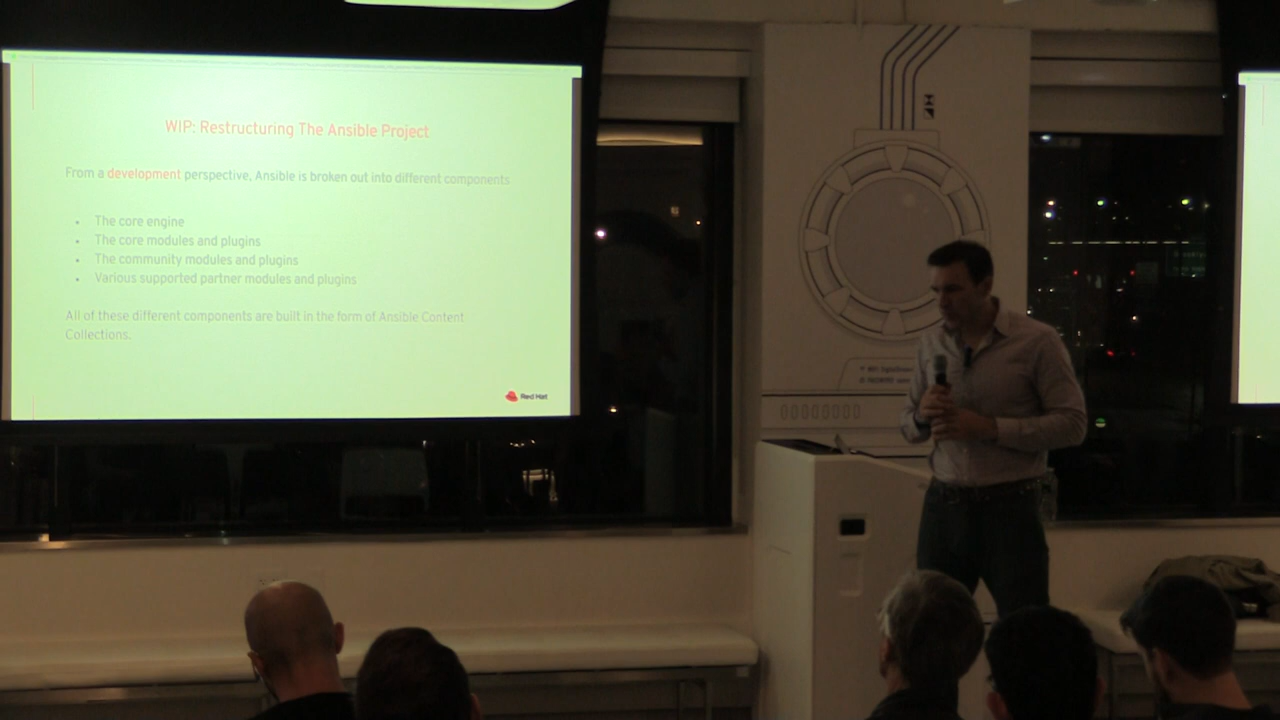 WIP: Restructuring The Ansible Project
From a development perspective, Ansible is broken out into different components
• The core engine
• The core modules and plugins
• The community modules and plugins
• Various supported partner modules and plugins
All of these different components are built in the form of Ansible Content
Collections.
Red Hat